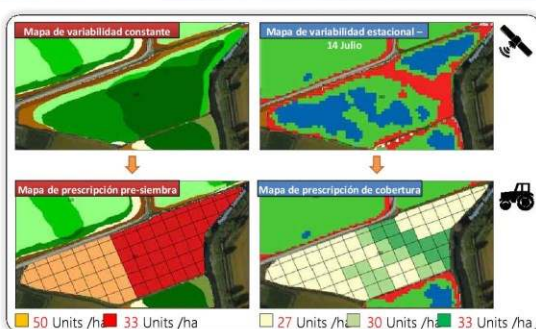 Mapa de variabilidad constante
Mapa de variabilidad estacional –
14 Julio
Mapa de prescripción pre-siembra
Mapa de prescripción de cobertura
50 Units /ha 33 Units /ha
27 Units /ha 30 Units /ha 33 Units /ha